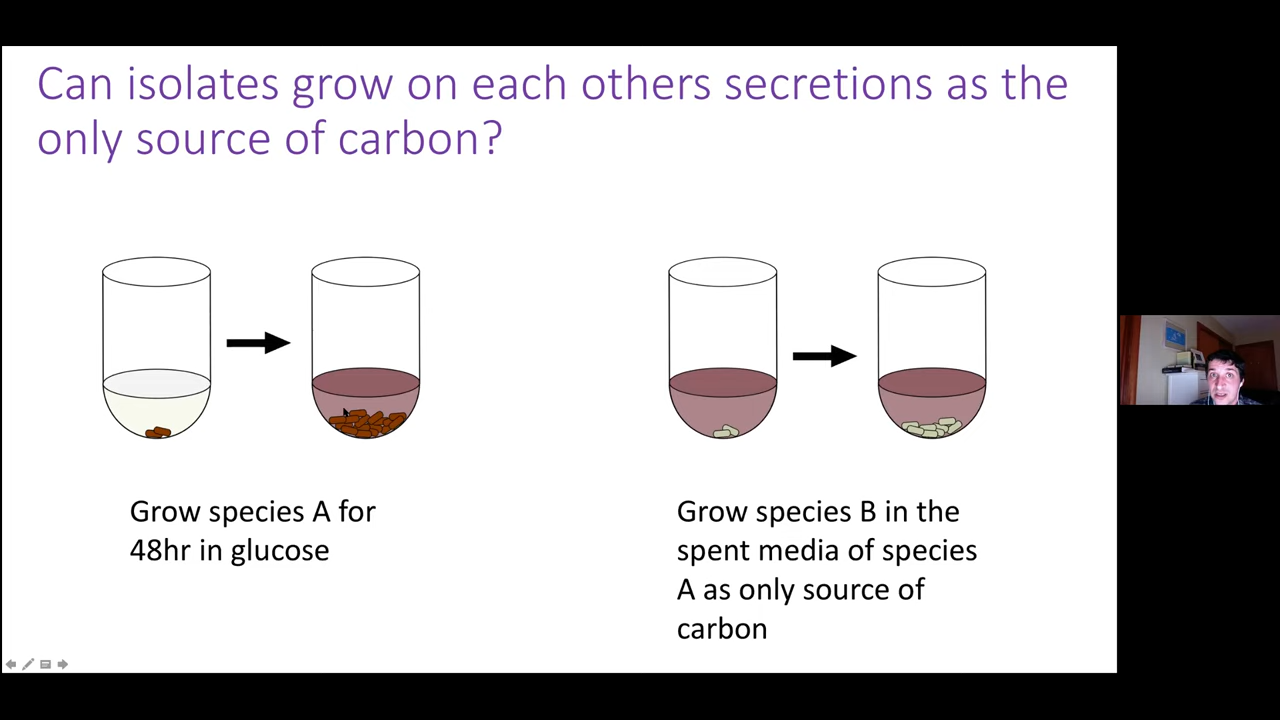 Can isolates grow on each others secretions as the
only source of carbon?
Grow species A for
48hr in glucose
Grow species B in the
spent media of species
A as only source of
carbon